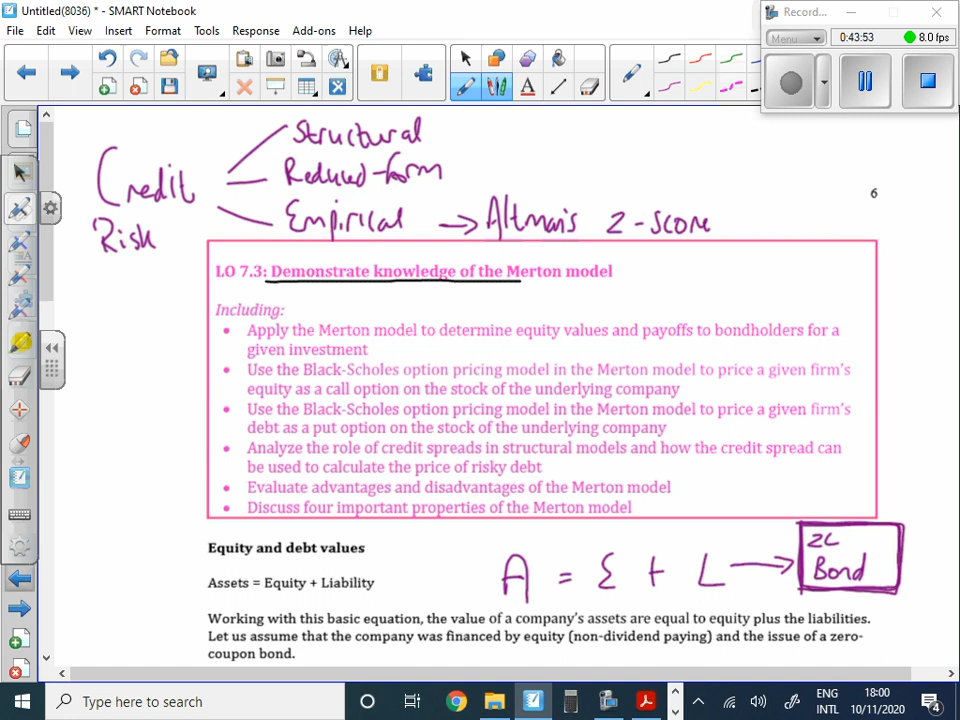 Untitled(8036) * - SMART Notebook
Record...
File Edit View Insert Format Tools Response Add-ons Help
Menu 0:43:53 8.0 fps
Structural
Credit Reduced-form
Risk Empirical → Altman's Z-score
6
LO 7.3: Demonstrate knowledge of the Merton model
Including:
• Apply the Merton model to determine equity values and payoffs to bondholders for a
given investment
• Use the Black-Scholes option pricing model in the Merton model to price a given firm's
equity as a call option on the stock of the underlying company
• Use the Black-Scholes option pricing model in the Merton model to price a given firm's
debt as a put option on the stock of the underlying company
• Analyze the role of credit spreads in structural models and how the credit spread can
be used to calculate the price of risky debt
• Evaluate advantages and disadvantages of the Merton model
• Discuss four important properties of the Merton model
Equity and debt values
A = E + L → ZC Bond
Assets = Equity + Liability
Working with this basic equation, the value of a company's assets are equal to equity plus the liabilities.
Let us assume that the company was financed by equity (non-dividend paying) and the issue of a zero-
coupon bond.
Type here to search
ENG
INTL
18:00
10/11/2020
4